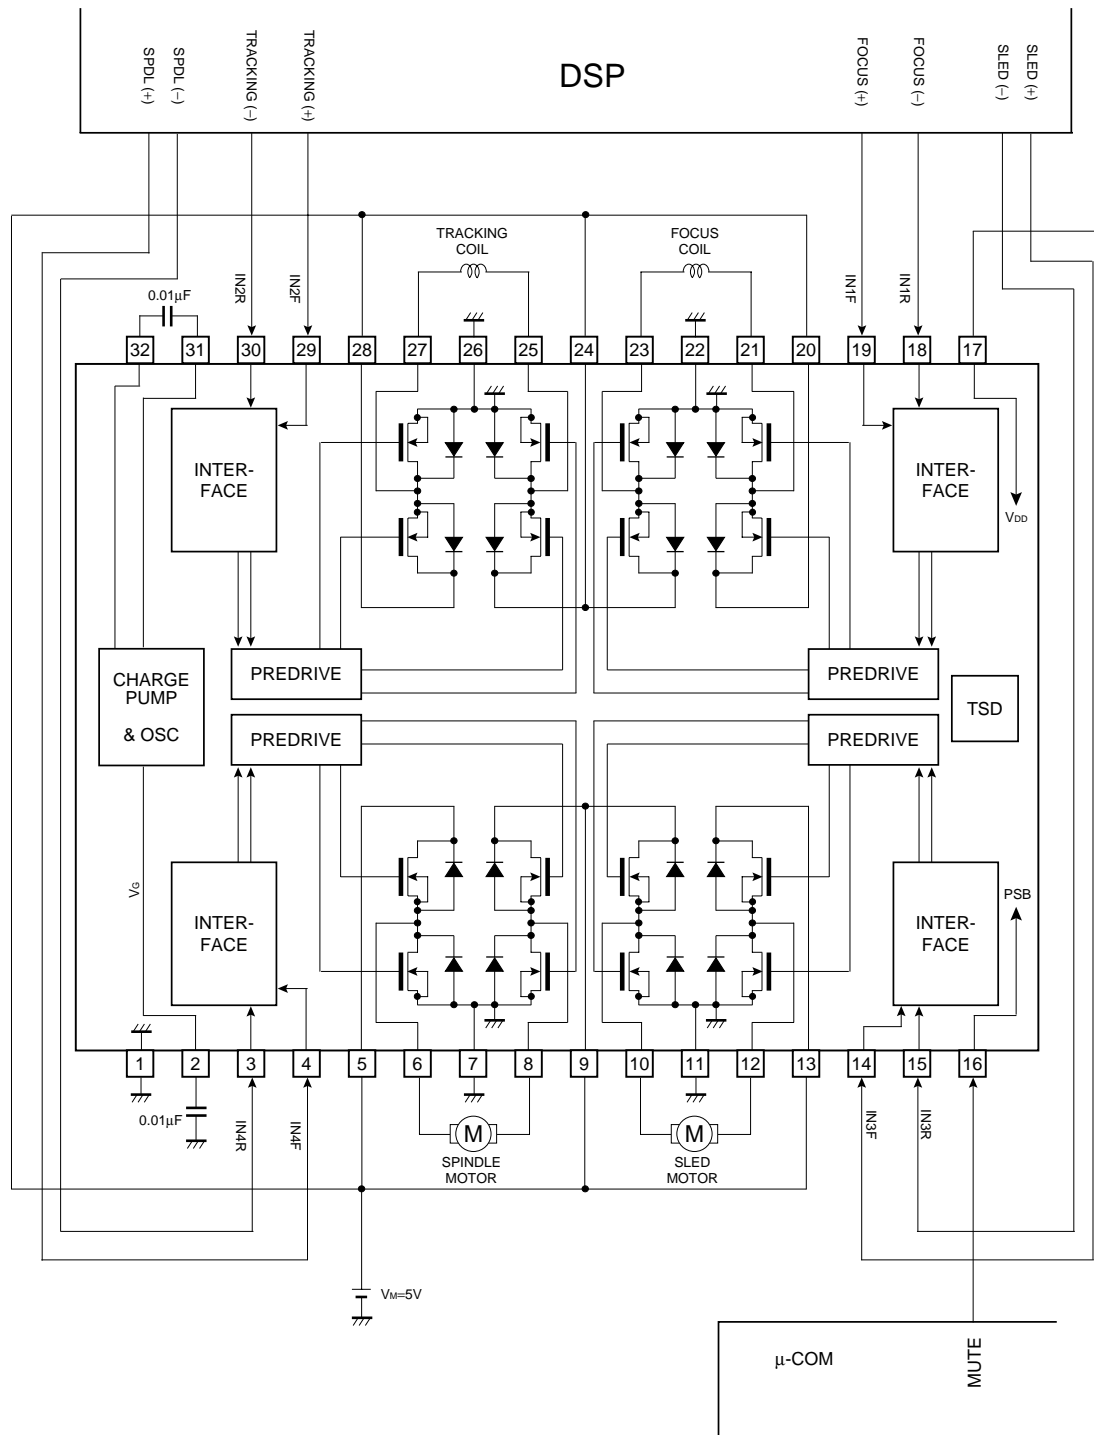 SPDL (+)
SPDL (−)
TRACKING (−)
TRACKING (+)
DSP
FOCUS (+)
FOCUS (−)
SLED (−)
SLED (+)
TRACKING
COIL
FOCUS
COIL
0.01μF
IN2R
IN2F
IN1F
IN1R
32
31
30
29
28
27
26
25
24
23
22
21
20
19
18
17
INTER-
FACE
INTER-
FACE
VDD
CHARGE
PUMP
& OSC
PREDRIVE
PREDRIVE
TSD
PREDRIVE
PREDRIVE
VG
INTER-
FACE
INTER-
FACE
PSB
1
2
3
4
5
6
7
8
9
10
11
12
13
14
15
16
0.01μF
IN4R
IN4F
M
SPINDLE
MOTOR
M
SLED
MOTOR
IN3F
IN3R
VM=5V
μ-COM
MUTE